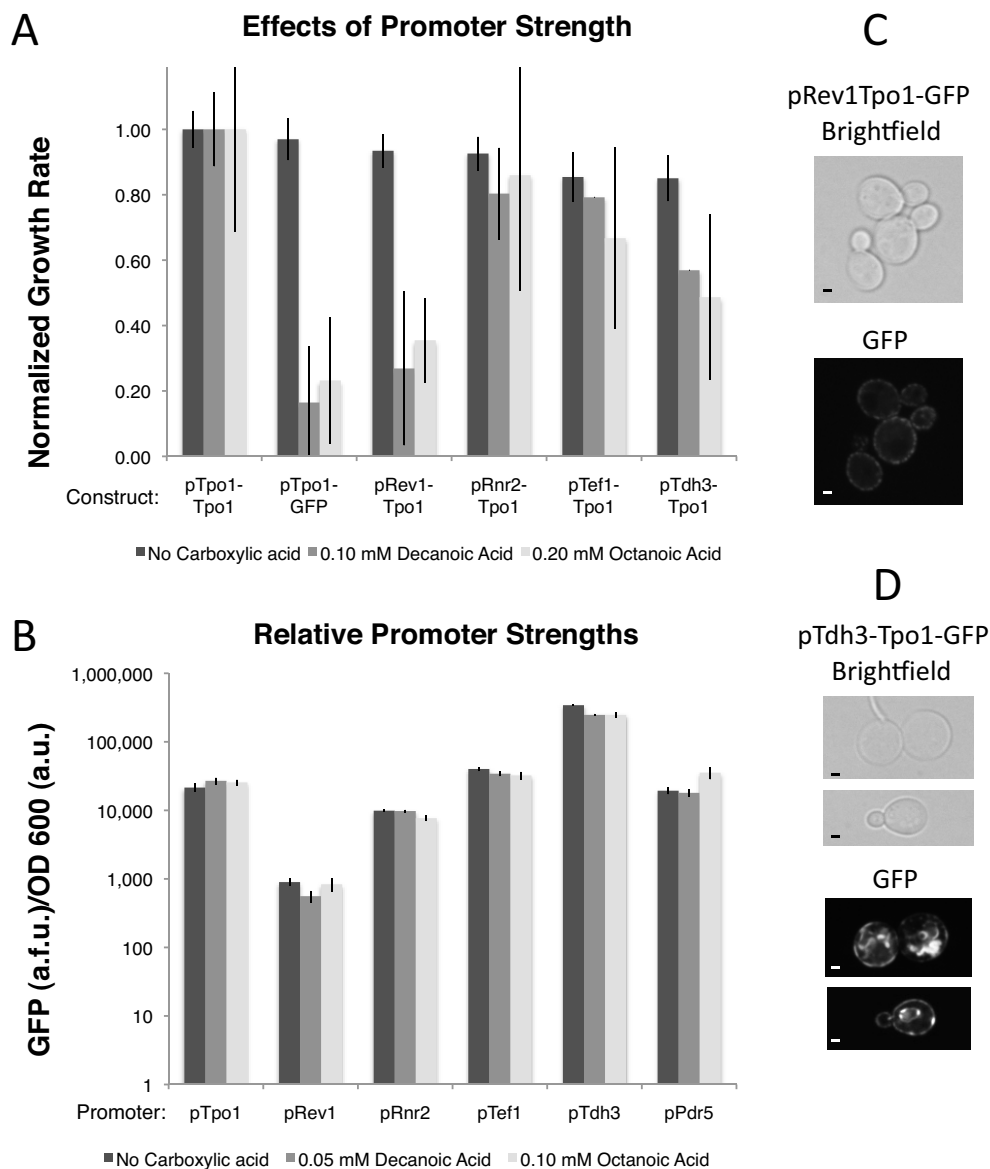 A
Effects of Promoter Strength
Normalized Growth Rate
1.00
0.80
0.60
0.40
0.20
0.00
Construct:
pTpo1-
Tpo1
pTpo1-
GFP
pRev1-
Tpo1
pRnr2-
Tpo1
pTef1-
Tpo1
pTdh3-
Tpo1
No Carboxylic acid
0.10 mM Decanoic Acid
0.20 mM Octanoic Acid
B
Relative Promoter Strengths
GFP (a.f.u.)/OD 600 (a.u.)
1,000,000
100,000
10,000
1,000
100
10
1
Promoter:
pTpo1
pRev1
pRnr2
pTef1
pTdh3
pPdr5
No Carboxylic acid
0.05 mM Decanoic Acid
0.10 mM Octanoic Acid
C
pRev1Tpo1-GFP
Brightfield
GFP
D
pTdh3-Tpo1-GFP
Brightfield
GFP